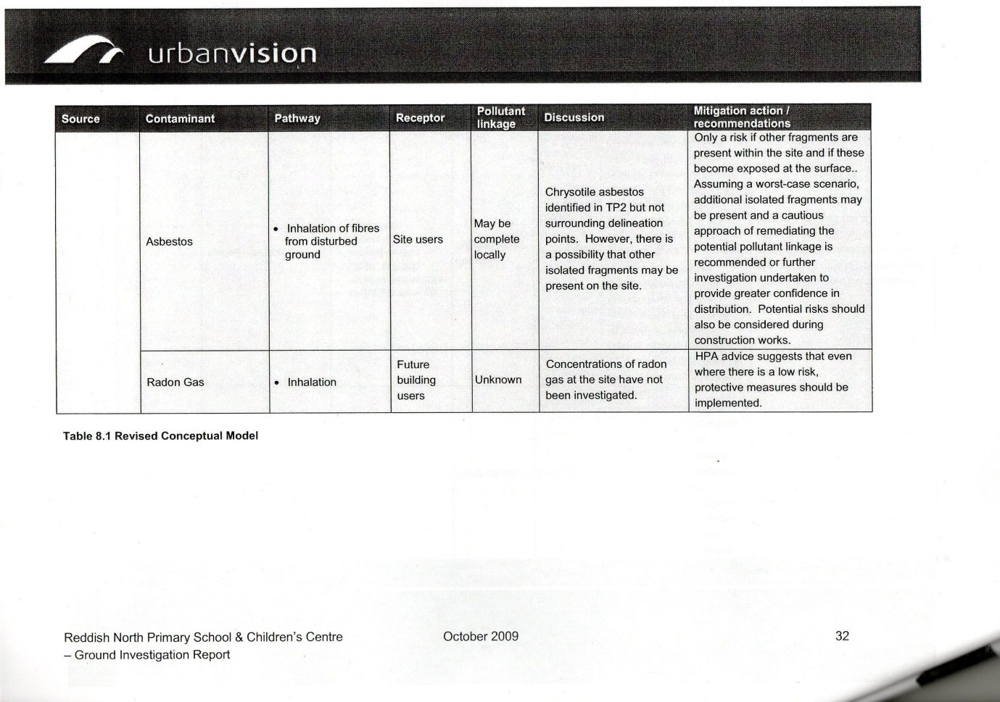 urbanvision
Source
Contaminant
Pathway
Receptor
Pollutant
linkage
Discussion
Mitigation action /
recommendations
Asbestos
• Inhalation of fibres
from disturbed
ground
Site users
May be
complete
locally
Chrysotile asbestos
identified in TP2 but not
surrounding delineation
points. However, there is
a possibility that other
isolated fragments may be
present on the site.
Only a risk if other fragments are
present within the site and if these
become exposed at the surface..
Assuming a worst-case scenario,
additional isolated fragments may
be present and a cautious
approach of remediating the
potential pollutant linkage is
recommended or further
investigation undertaken to
provide greater confidence in
distribution. Potential risks should
also be considered during
construction works.
Radon Gas
• Inhalation
Future
building
users
Unknown
Concentrations of radon
gas at the site have not
been investigated.
HPA advice suggests that even
where there is a low risk,
protective measures should be
implemented.
Table 8.1 Revised Conceptual Model
Reddish North Primary School & Children's Centre
– Ground Investigation Report
October 2009
32